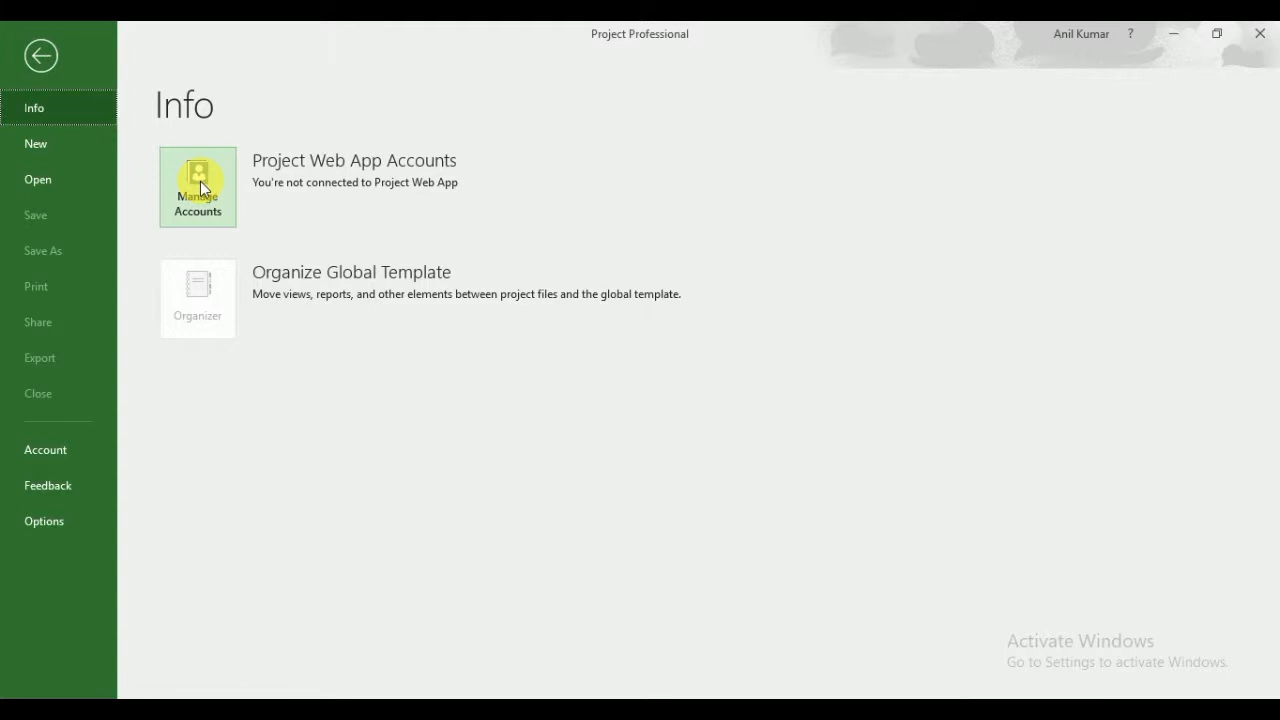 Project Professional
Anil Kumar ?
Info
New
Open
Save
Save As
Print
Share
Export
Close
Account
Feedback
Options
Info
Manage
Accounts
Project Web App Accounts
You're not connected to Project Web App
Organizer
Organize Global Template
Move views, reports, and other elements between project files and the global template.
Activate Windows
Go to Settings to activate Windows.